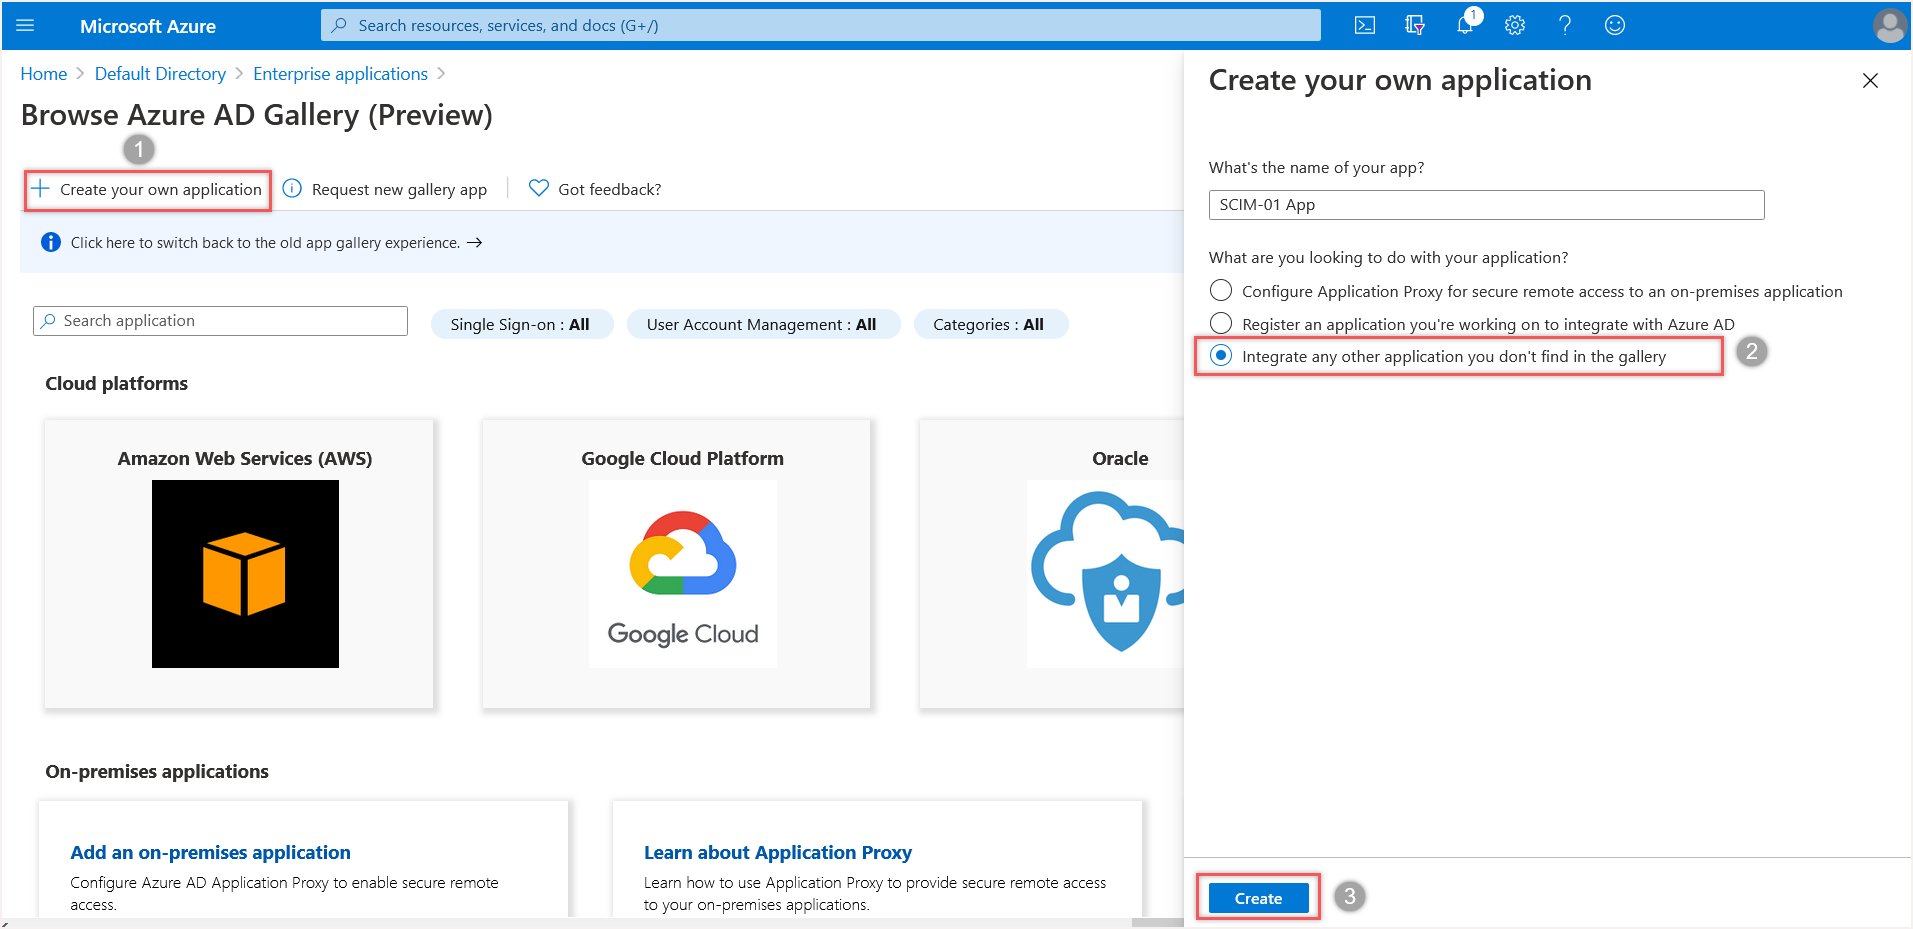 Microsoft Azure
Search resources, services, and docs (G+/)
1
Home > Default Directory > Enterprise applications >
Browse Azure AD Gallery (Preview)
1
Create your own application
Request new gallery app
Got feedback?
Click here to switch back to the old app gallery experience. →
Search application
Single Sign-on : All
User Account Management : All
Categories : All
Cloud platforms
Amazon Web Services (AWS)
Google Cloud Platform
Google Cloud
Oracle
On-premises applications
Add an on-premises application
Configure Azure AD Application Proxy to enable secure remote
access.
Learn about Application Proxy
Learn how to use Application Proxy to provide secure remote access
to your on-premises applications.
Create your own application
What's the name of your app?
SCIM-01 App
What are you looking to do with your application?
Configure Application Proxy for secure remote access to an on-premises application
Register an application you're working on to integrate with Azure AD
Integrate any other application you don't find in the gallery
2
Create
3